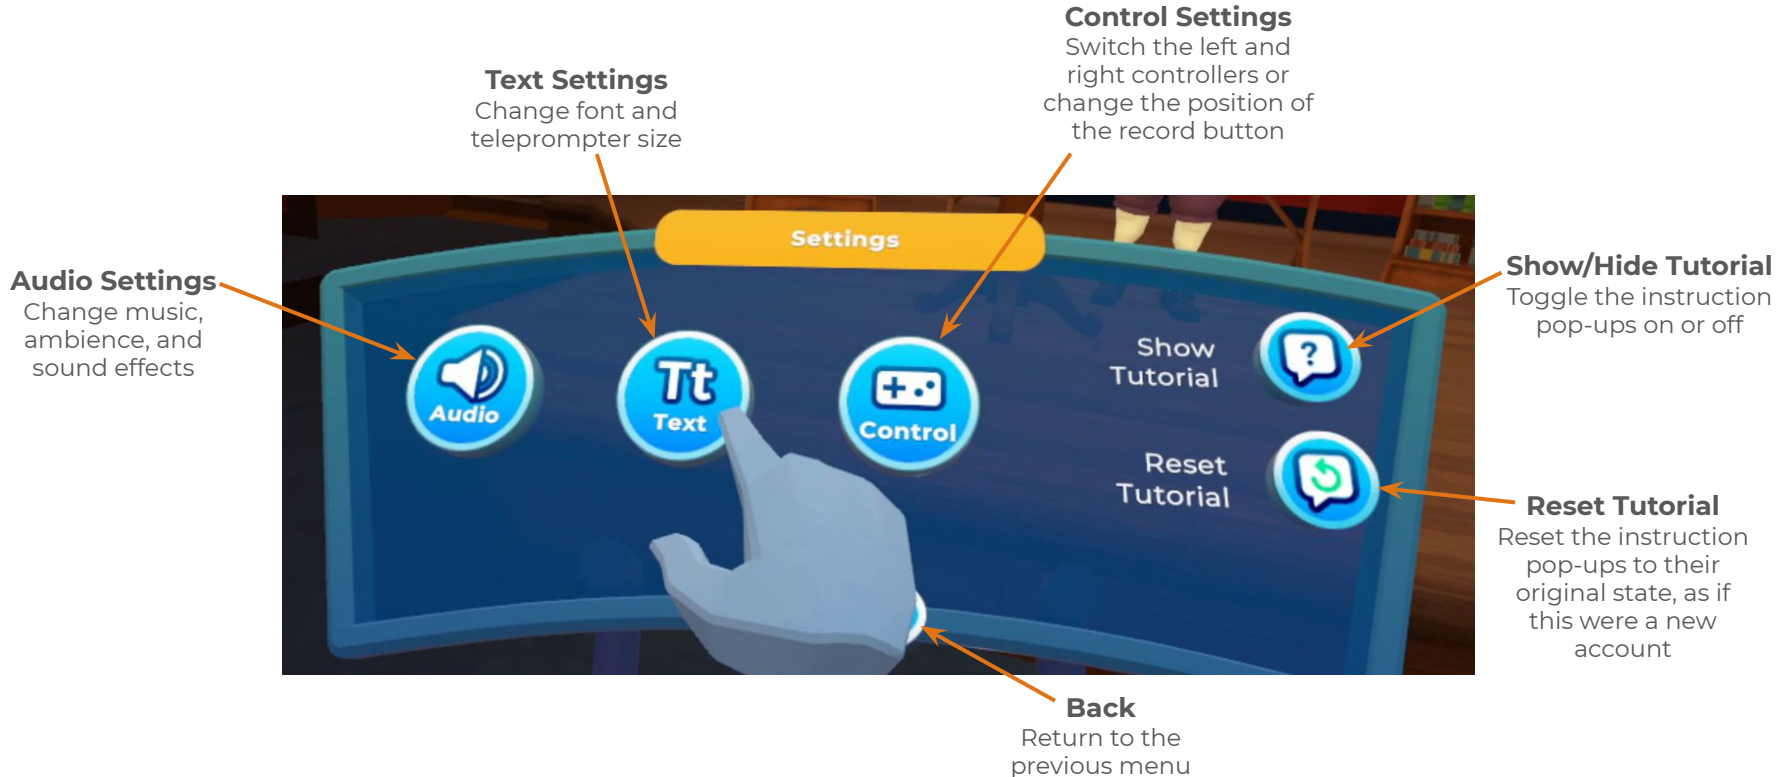 Control Settings
Switch the left and
right controllers or
change the position of
the record button
Text Settings
Change font and
teleprompter size
Settings
Audio Settings
Change music,
ambience, and
sound effects
Show/Hide Tutorial
Toggle the instruction
pop-ups on or off
Audio
Tt
Text
Control
Show
Tutorial
?
Reset
Tutorial
Reset Tutorial
Reset the instruction
pop-ups to their
original state, as if
this were a new
account
Back
Return to the
previous menu